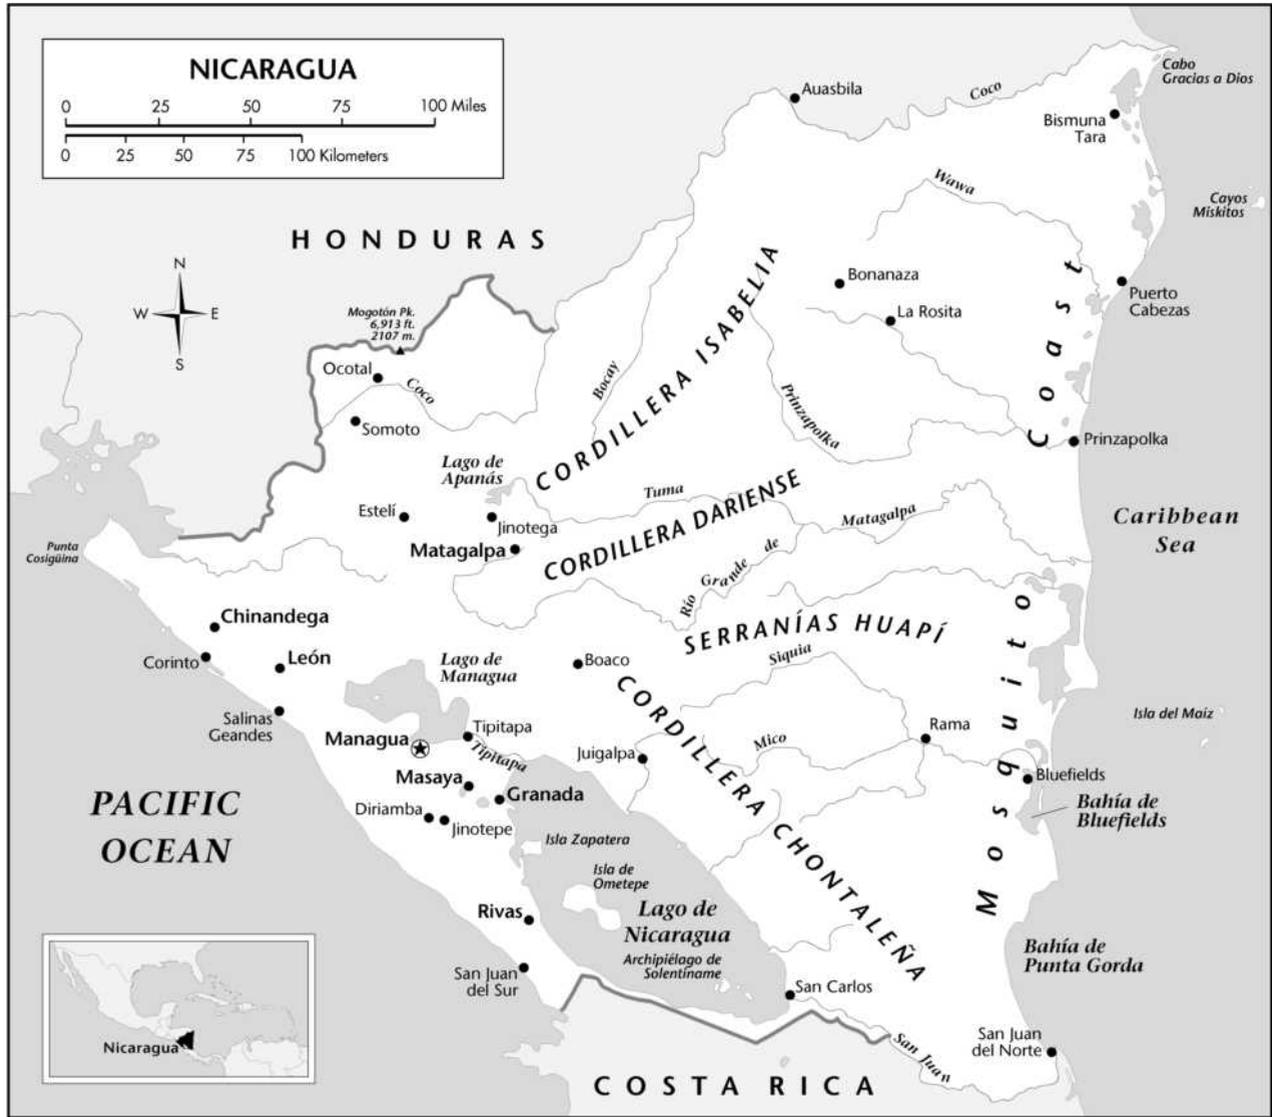 NICARAGUA
0 25 50 75 100 Miles
0 25 50 75 100 Kilometers
Cabo
Gracias a Dios
Auasbila
Coco
Bismuna
Tara
Wawa
Cayos
Miskitos
HONDURAS
N
W E
S
Bonanaza
La Rosita
Puerto
Cabezas
Mogotón Pk.
6,913 ft.
2107 m.
Ocotal
Coco
Somoto
Bocay
CORDILLERA ISABELIA
Prinzapolka
Prinzapolka
Mosquito Coast
Lago de
Apanás
Tuma
Estelí
Jinotega
Matagalpa
CORDILLERA DARIENSE
Río Grande de Matagalpa
Caribbean
Sea
Punta
Cosigüina
Chinandega
Corinto
León
Lago de
Managua
Boaco
SERRANÍAS HUAPÍ
Siquia
Salinas
Geandes
Managua
Tipitapa
Tipitapa
Juigalpa
Mico
Rama
Isla del Maíz
Bluefields
Bahía de
Bluefields
Masaya
Granada
Diriamba
Jinotepe
CORDILLERA CHONTALEÑA
PACIFIC
OCEAN
Isla Zapatera
Isla de
Ometepe
Rivas
Lago de
Nicaragua
Archipiélago de
Solentíname
San Juan
del Sur
San Carlos
Bahía de
Punta Gorda
San Juan
del Norte
San Juan
COSTA RICA
Nicaragua